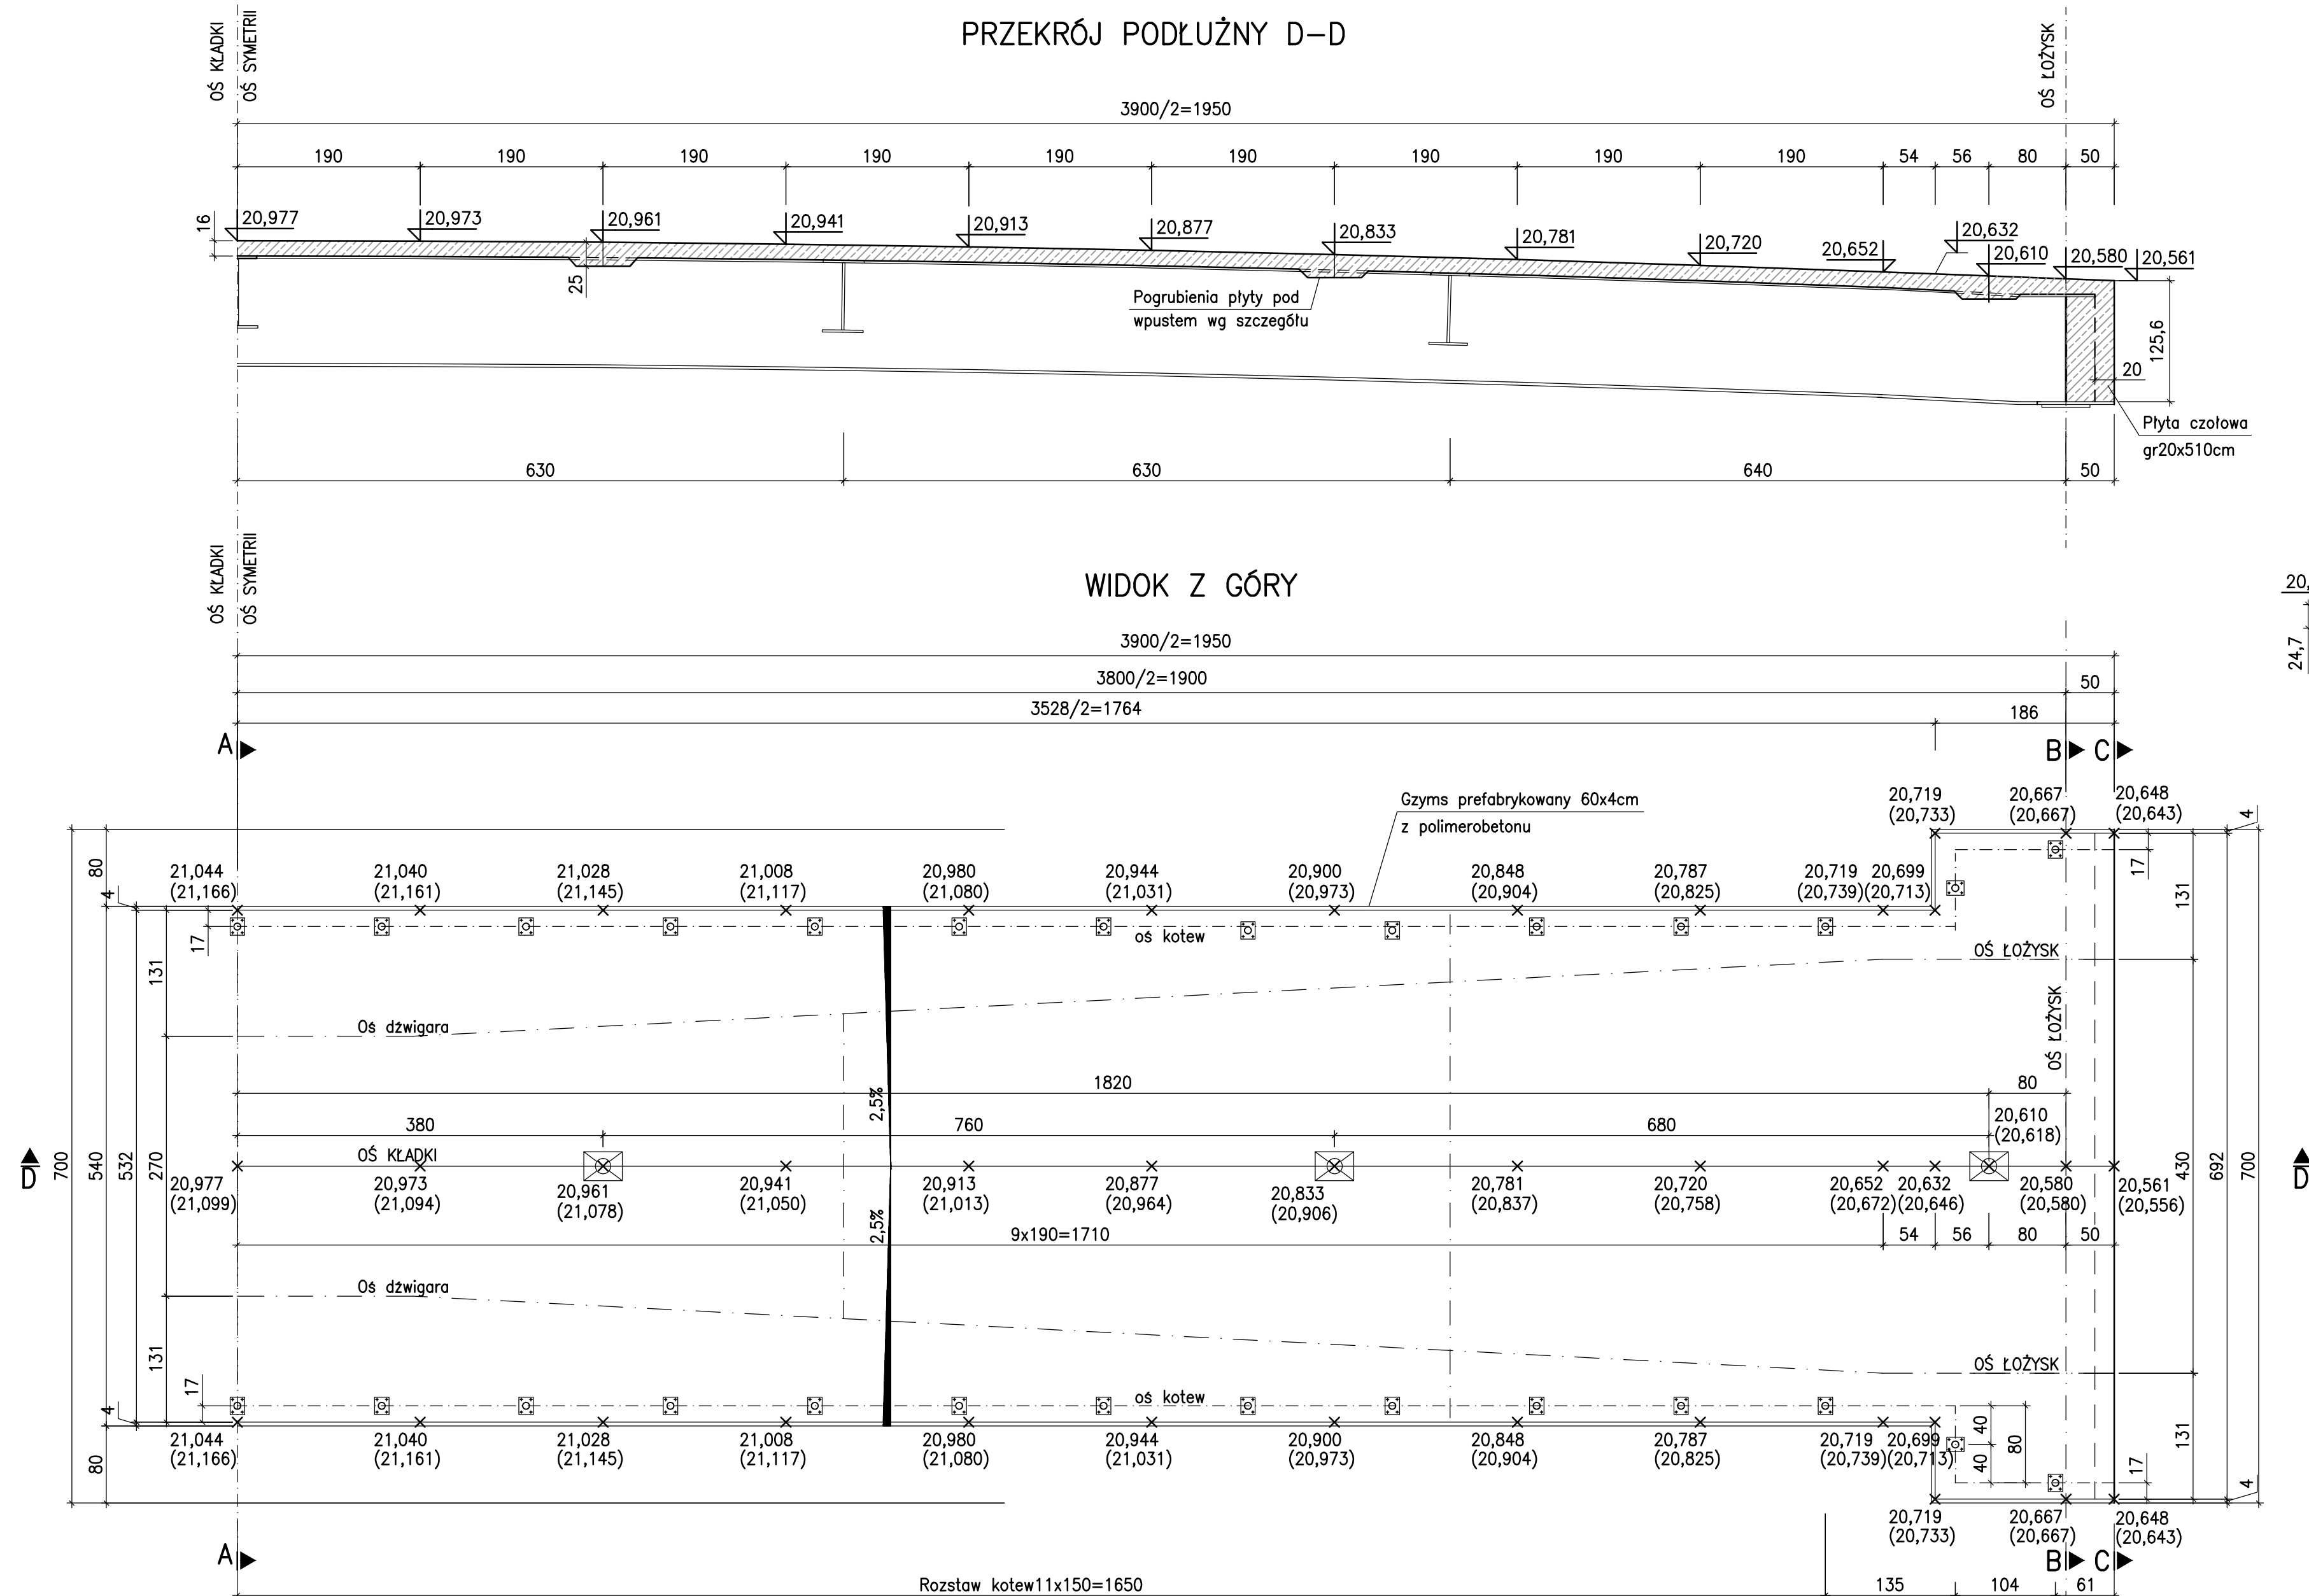 PRZEKRÓJ PODŁUŻNY D-D
OŚ KŁADKI
OŚ SYMETRII
OŚ ŁOŻYSK
3900/2=1950
190 190 190 190 190 190 190 190 190 54 56 80 50
16
20,977 20,973 20,961 20,941 20,913 20,877 20,833 20,781 20,720 20,652 20,632 20,610 20,580 20,561
25
Pogrubienia płyty pod
wpustem wg szczegółu
125,6
20
Płyta czołowa
gr20x510cm
630 630 640 50
OŚ KŁADKI
OŚ SYMETRII
WIDOK Z GÓRY
20,
24,7
3900/2=1950
3800/2=1900 50
3528/2=1764 186
A B C
Gzyms prefabrykowany 60x4cm
z polimerobetonu
20,719 20,667 20,648
(20,733) (20,667) (20,643)
4
80
4
21,044 21,040 21,028 21,008 20,980 20,944 20,900 20,848 20,787 20,719 20,699
(21,166) (21,161) (21,145) (21,117) (21,080) (21,031) (20,973) (20,904) (20,825) (20,739) (20,713)
17
17
131
131
oś kotew
OŚ ŁOŻYSK
OŚ ŁOŻYSK
Oś dźwigara
1820 80
2,5%
380 760 680
20,610
(20,618)
OŚ KŁADKI
D
700
540
532
270
430
692
700
D
20,977 20,973 20,961 20,941 20,913 20,877 20,833 20,781 20,720 20,652 20,632 20,580 20,561
(21,099) (21,094) (21,078) (21,050) (21,013) (20,964) (20,906) (20,837) (20,758) (20,672) (20,646) (20,580) (20,556)
2,5%
9x190=1710 54 56 80 50
Oś dźwigara
OŚ ŁOŻYSK
131
131
17
oś kotew
4
40
40
80
17
4
21,044 21,040 21,028 21,008 20,980 20,944 20,900 20,848 20,787 20,719 20,699
(21,166) (21,161) (21,145) (21,117) (21,080) (21,031) (20,973) (20,904) (20,825) (20,739) (20,713)
80
20,719 20,667 20,648
(20,733) (20,667) (20,643)
A B C
Rozstaw kotew11x150=1650 135 104 61